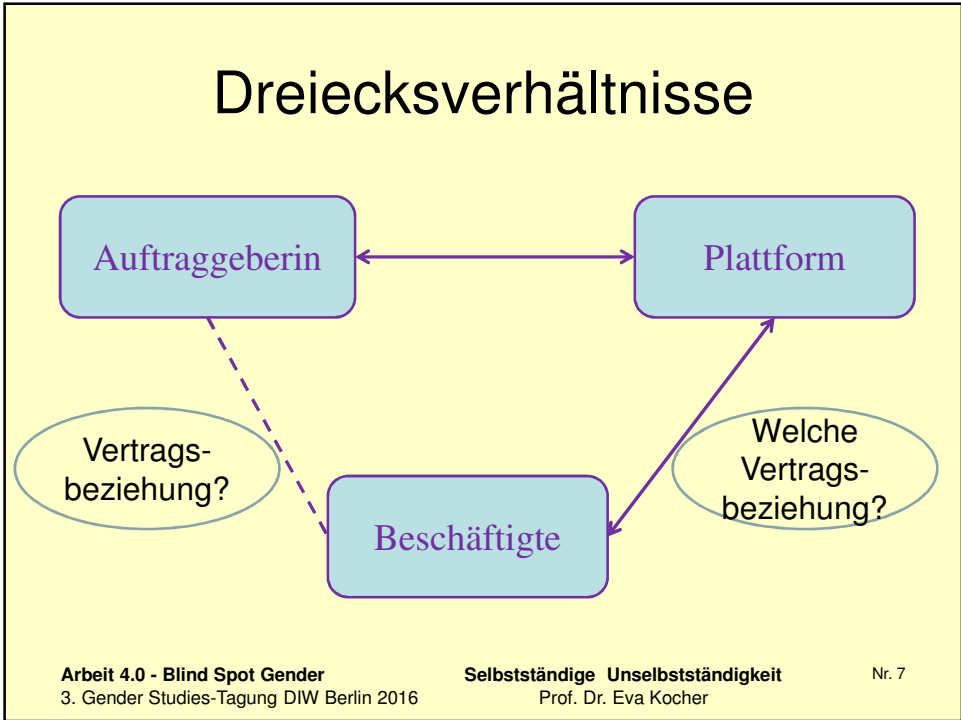 Dreiecksverhältnisse
Auftraggeberin
Plattform
Vertrags-
beziehung?
Welche
Vertrags-
beziehung?
Beschäftigte
Arbeit 4.0 - Blind Spot Gender
3. Gender Studies-Tagung DIW Berlin 2016
Selbstständige Unselbstständigkeit
Prof. Dr. Eva Kocher
Nr. 7